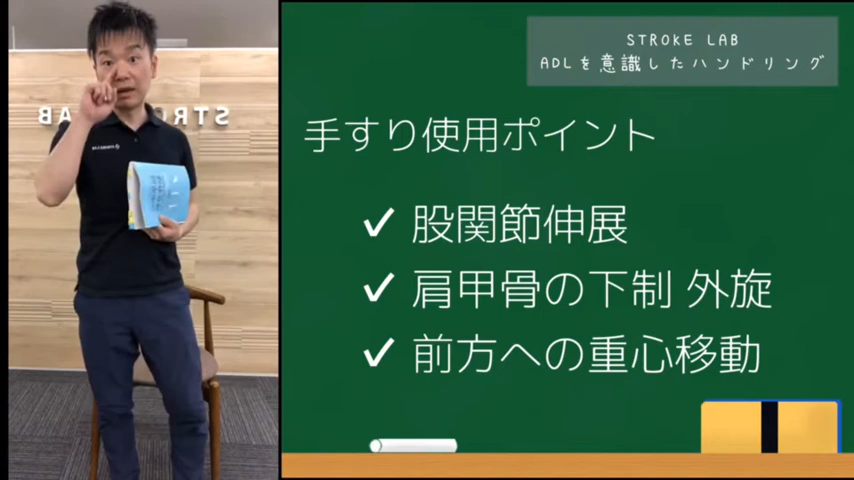 STROKE LAB
ADLを意識したハンドリング
手すり使用ポイント
✓ 股関節伸展
✓ 肩甲骨の下制 外旋
✓ 前方への重心移動